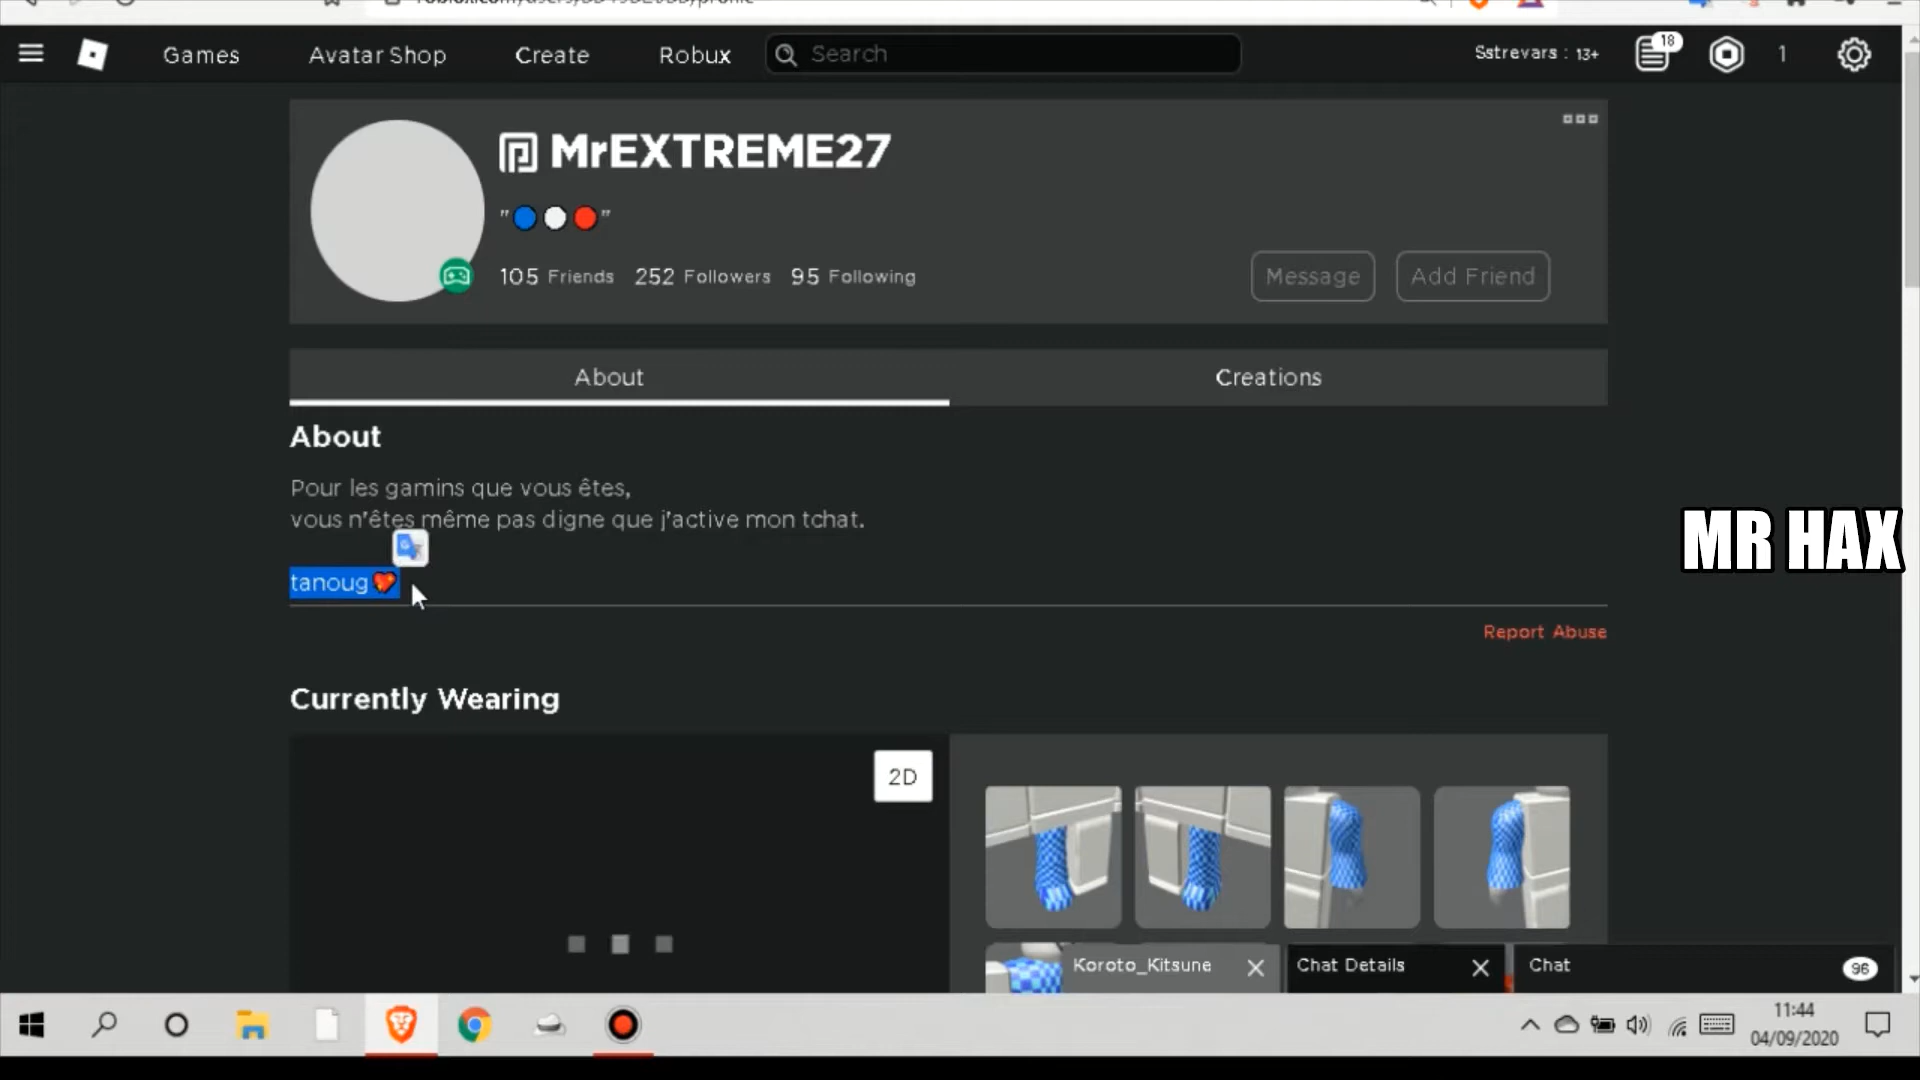 Games Avatar Shop Create Robux Search Sstrevars : 13+ 18 1
MrEXTREME27
"🔵⚪🔴"
105 Friends 252 Followers 95 Following Message Add Friend
About Creations
About
Pour les gamins que vous êtes,
vous n'êtes même pas digne que j'active mon tchat.
MR HAX
tanoug❤️
Report Abuse
Currently Wearing
2D
Koroto_Kitsune Chat Details Chat 96
11:44
04/09/2020